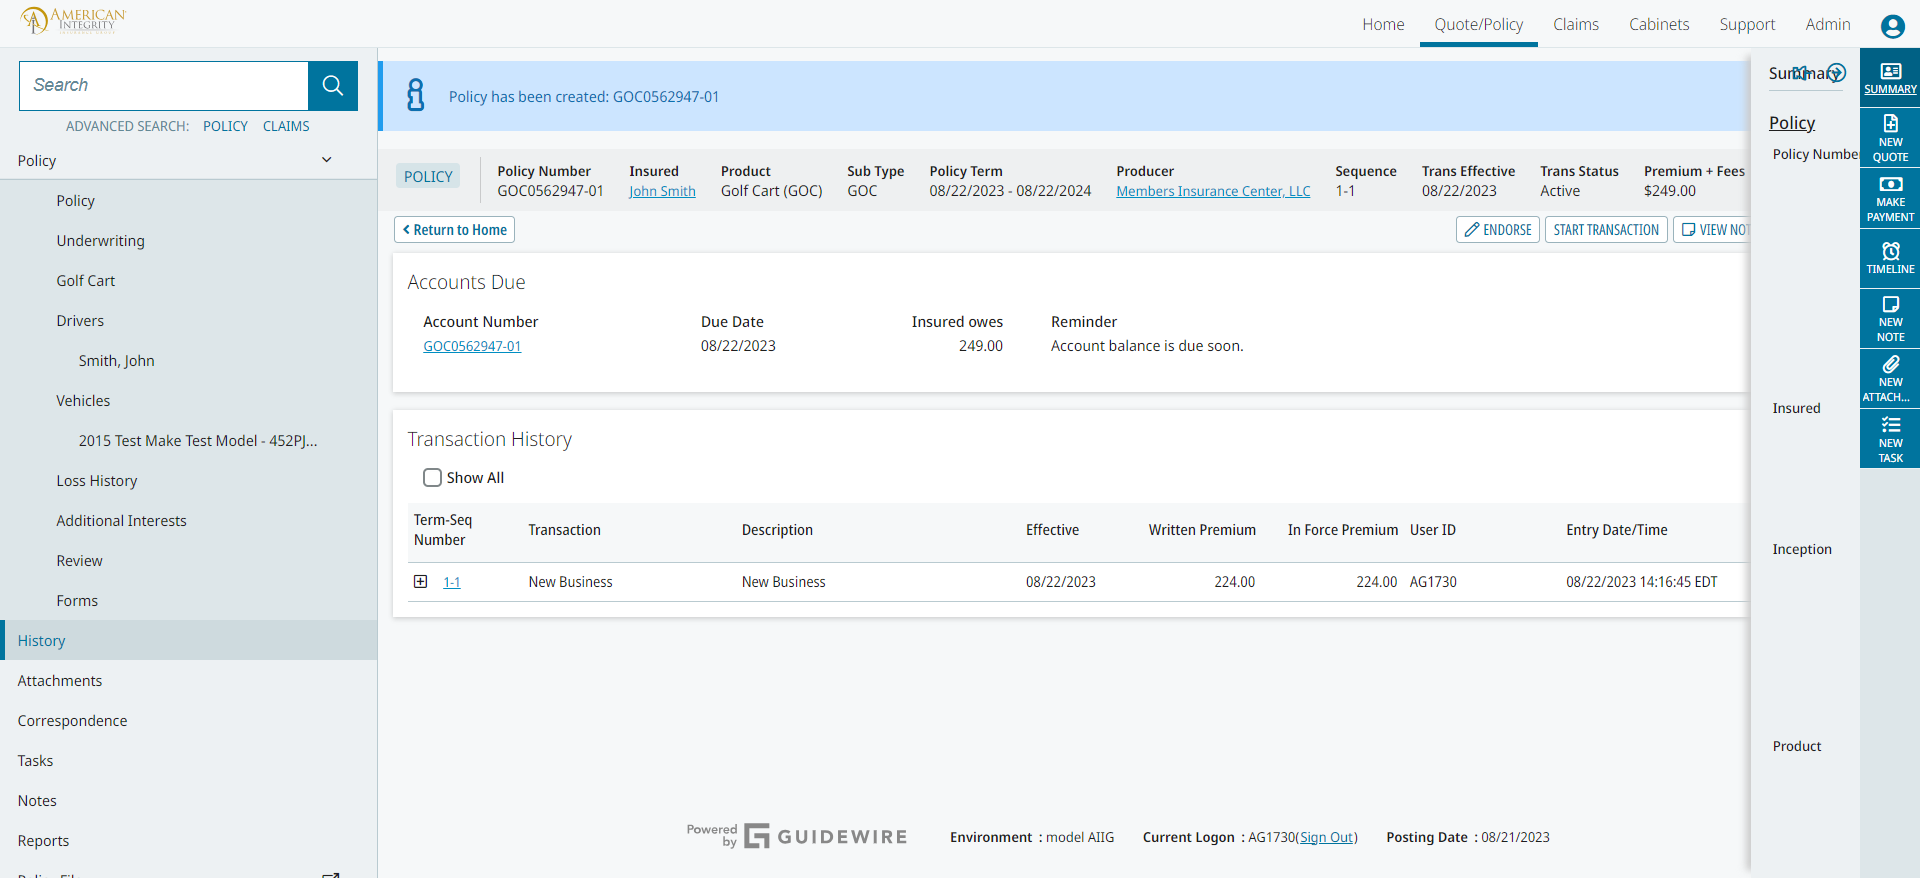 AMERICAN
INTEGRITY
Home Quote/Policy Claims Cabinets Support Admin
Search
ADVANCED SEARCH: POLICY CLAIMS
Policy
Policy
Underwriting
Golf Cart
Drivers
Smith, John
Vehicles
2015 Test Make Test Model - 452PJ...
Loss History
Additional Interests
Review
Forms
History
Attachments
Correspondence
Tasks
Notes
Reports
Policy has been created: GOC0562947-01
POLICY
Policy Number Insured Product Sub Type Policy Term Producer Sequence Trans Effective Trans Status Premium + Fees
GOC0562947-01 John Smith Golf Cart (GOC) GOC 08/22/2023 - 08/22/2024 Members Insurance Center, LLC 1-1 08/22/2023 Active $249.00
Return to Home
ENDORSE START TRANSACTION VIEW NOT
Accounts Due
Account Number Due Date Insured owes Reminder
GOC0562947-01 08/22/2023 249.00 Account balance is due soon.
Transaction History
Show All
Term-Seq
Number Transaction Description Effective Written Premium In Force Premium User ID Entry Date/Time
1-1 New Business New Business 08/22/2023 224.00 224.00 AG1730 08/22/2023 14:16:45 EDT
Powered
by GUIDEWIRE
Environment : model AIIG Current Logon : AG1730(Sign Out) Posting Date : 08/21/2023
Summary
Policy
Policy Number
Insured
Inception
Product
SUMMARY
NEW
QUOTE
MAKE
PAYMENT
TIMELINE
NEW
NOTE
NEW
ATTACH...
NEW
TASK